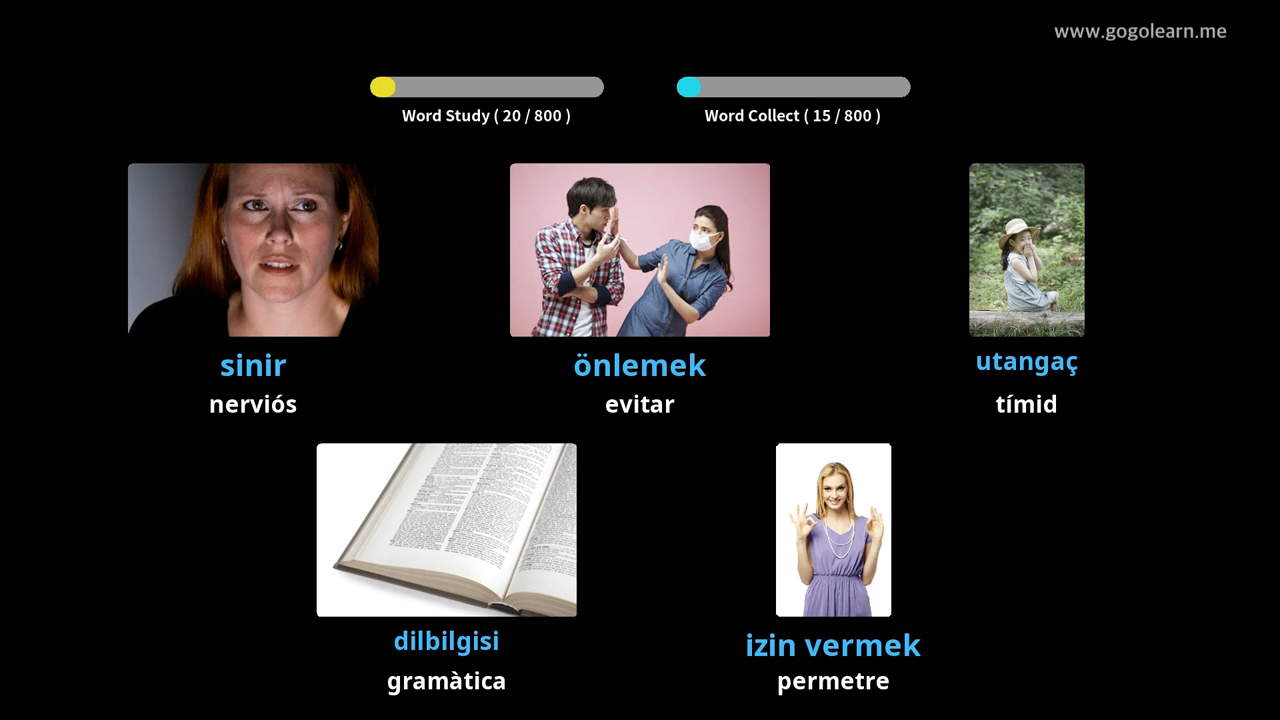 www.gogolearn.me
Word Study ( 20 / 800 )
Word Collect ( 15 / 800 )
sinir
nerviós
önlemek
evitar
utangaç
tímid
dilbilgisi
gramàtica
izin vermek
permetre